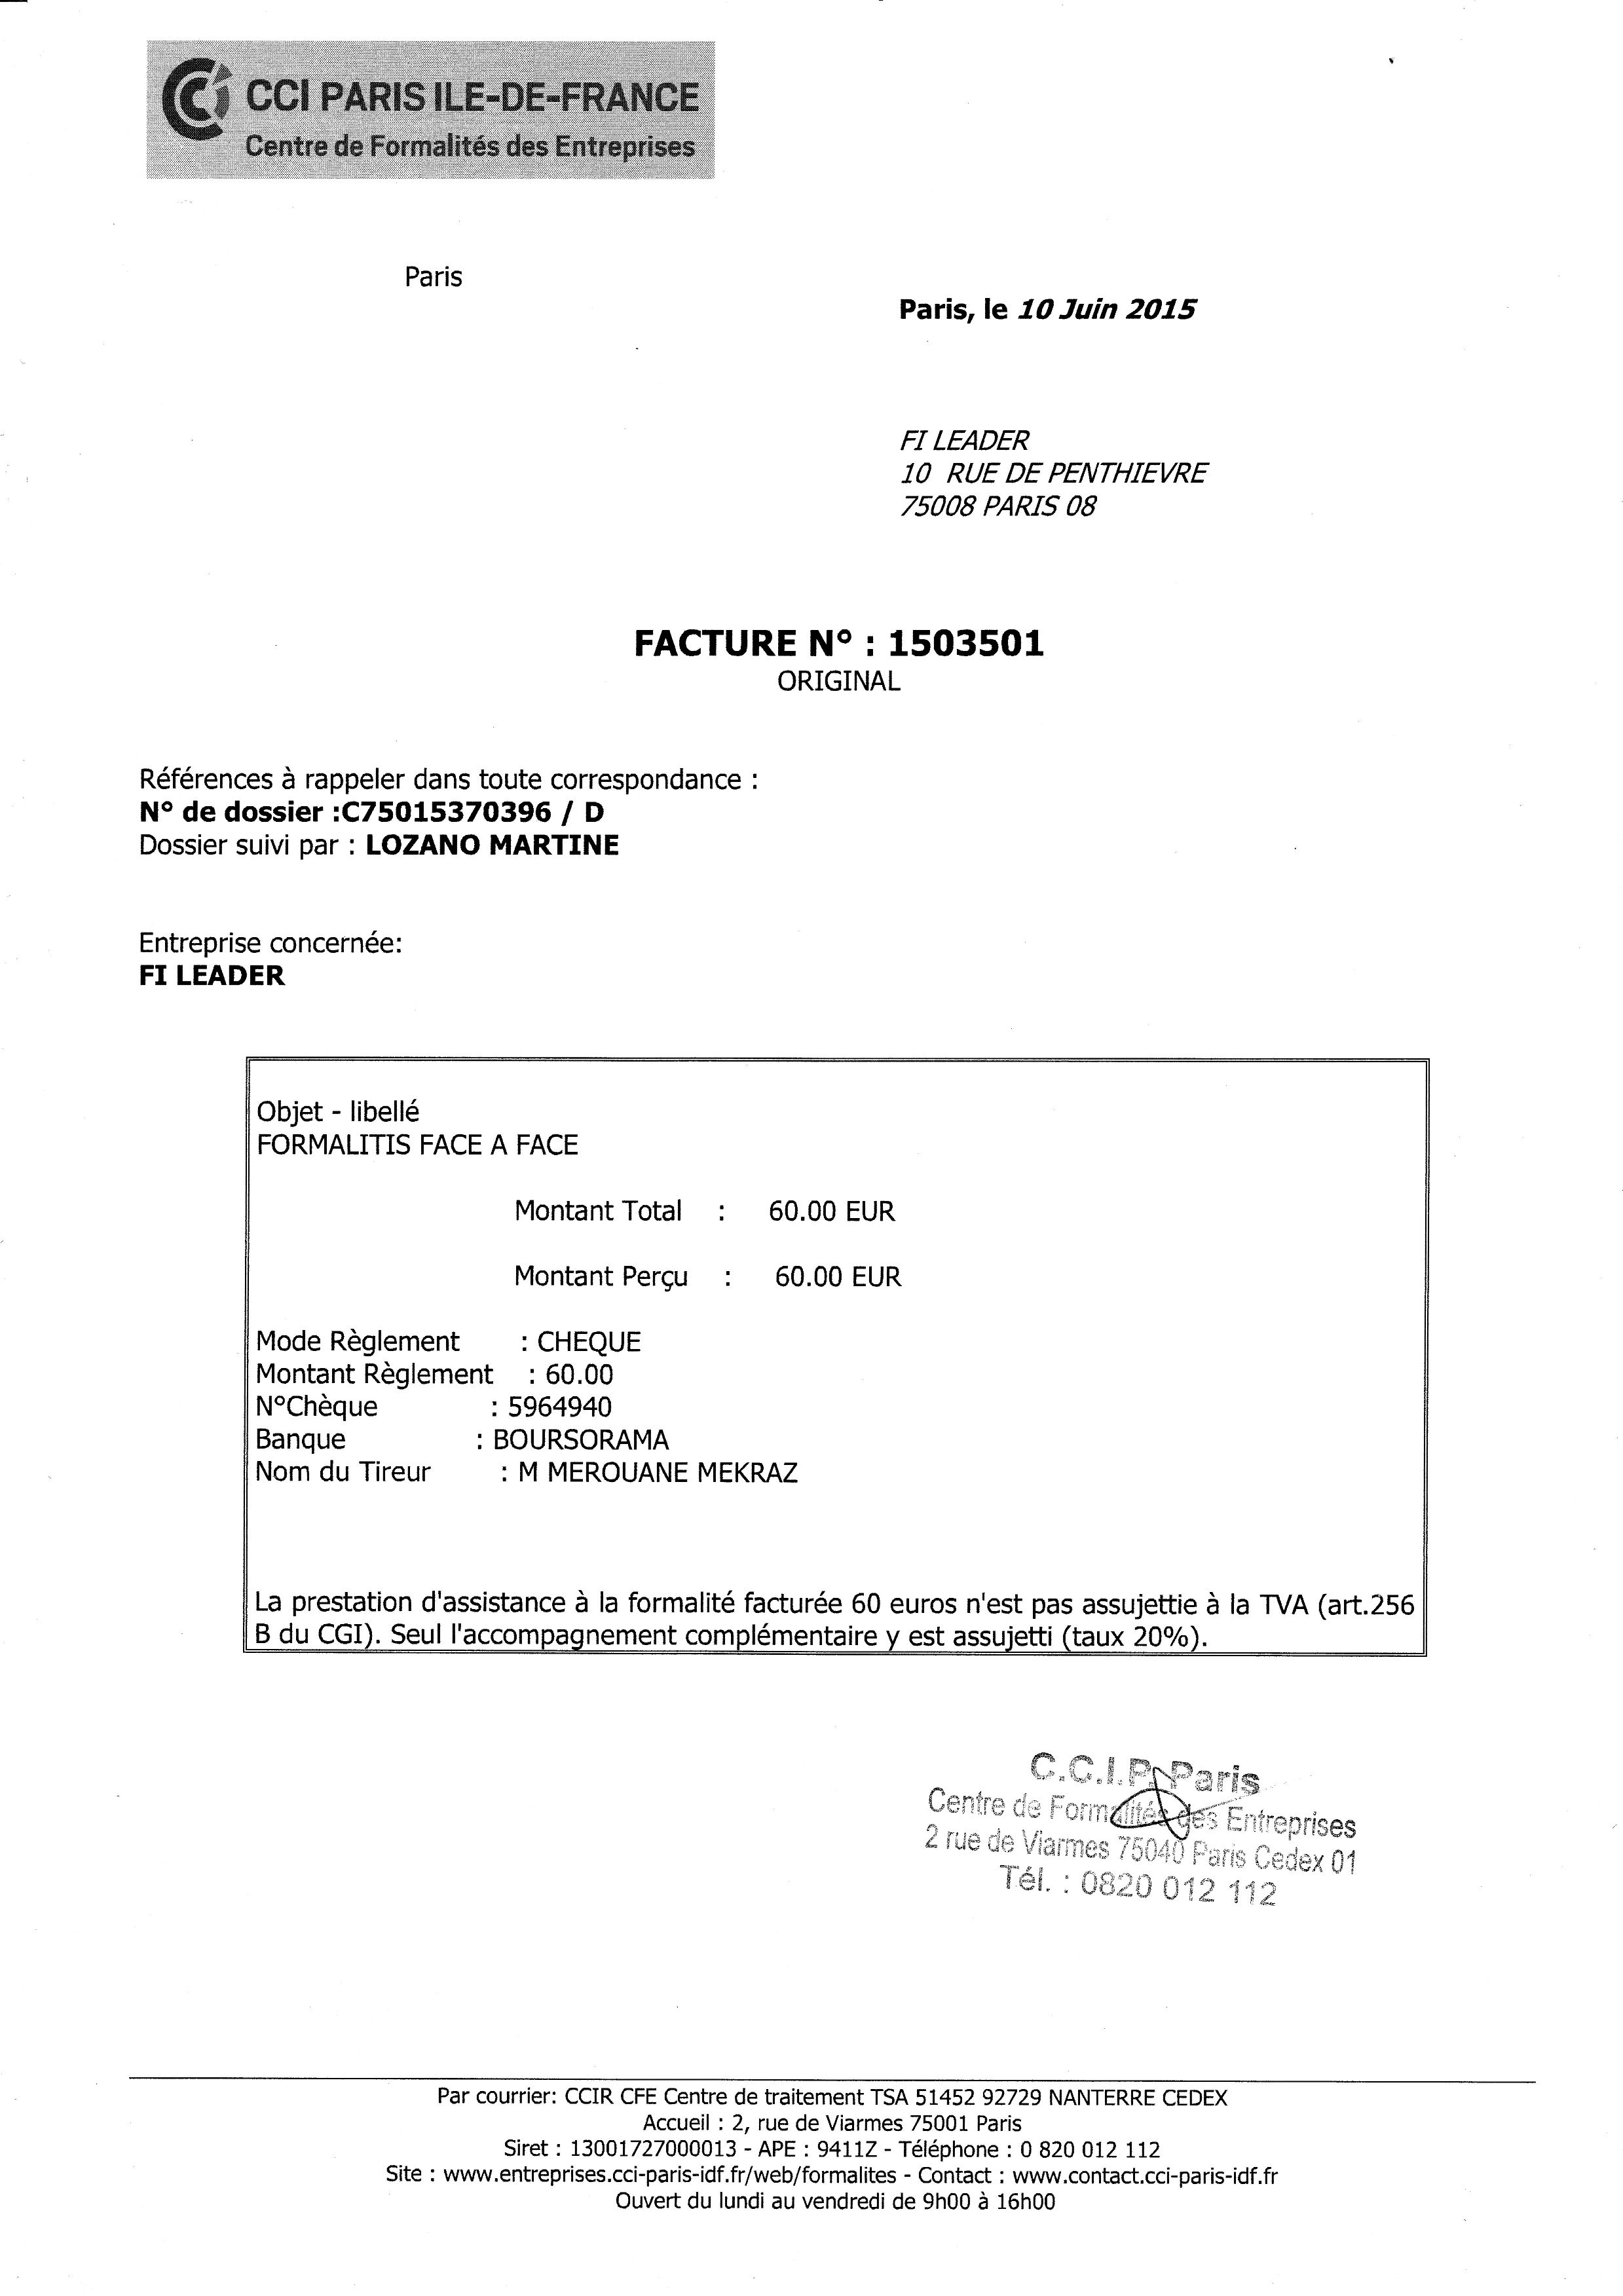 CCI PARIS ILE-DE-FRANCE
Centre de Formalités des Entreprises
Paris
Paris, le 10 Juin 2015
FI LEADER
10 RUE DE PENTHIEVRE
75008 PARIS 08
FACTURE N° : 1503501
ORIGINAL
Références à rappeler dans toute correspondance :
N° de dossier :C75015370396 / D
Dossier suivi par : LOZANO MARTINE
Entreprise concernée:
FI LEADER
Objet - libellé
FORMALITIS FACE A FACE
Montant Total : 60.00 EUR
Montant Perçu : 60.00 EUR
Mode Règlement : CHEQUE
Montant Règlement : 60.00
N°Chèque : 5964940
Banque : BOURSORAMA
Nom du Tireur : M MEROUANE MEKRAZ
La prestation d'assistance à la formalité facturée 60 euros n'est pas assujettie à la TVA (art.256
B du CGI). Seul l'accompagnement complémentaire y est assujetti (taux 20%).
C.C.I.P. Paris
Centre de Formalités des Entreprises
2 rue de Viarmes 75040 Paris Cedex 01
Tél. : 0820 012 112
Par courrier: CCIR CFE Centre de traitement TSA 51452 92729 NANTERRE CEDEX
Accueil : 2, rue de Viarmes 75001 Paris
Siret : 13001727000013 - APE : 9411Z - Téléphone : 0 820 012 112
Site : www.entreprises.cci-paris-idf.fr/web/formalites - Contact : www.contact.cci-paris-idf.fr
Ouvert du lundi au vendredi de 9h00 à 16h00